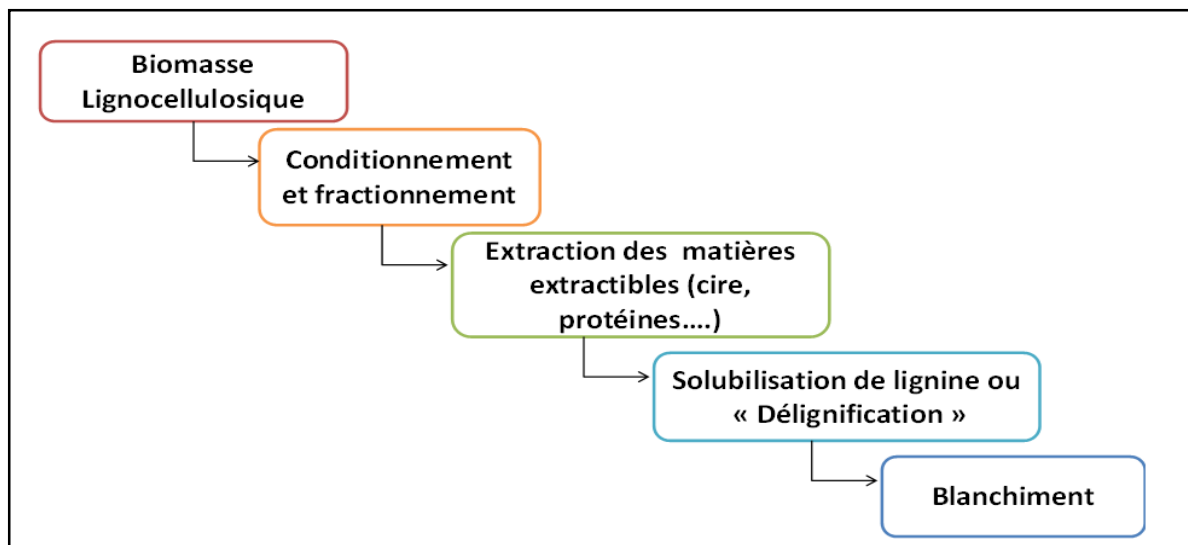 Biomasse
Lignocellulosique
Conditionnement
et fractionnement
Extraction des matières
extractibles (cire,
protéines....)
Solubilisation de lignine ou
« Délignification »
Blanchiment